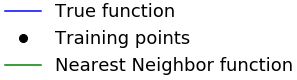 True function
Training points
Nearest Neighbor function